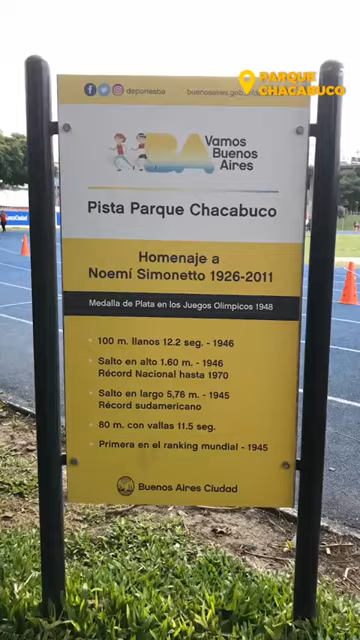 PARQUE
CHACABUCO
deportesba
BA Vamos
Buenos
Aires
Pista Parque Chacabuco
Homenaje a
Noemí Simonetto 1926-2011
Medalla de Plata en los Juegos Olímpicos 1948
100 m. llanos 12.2 seg. - 1946
Salto en alto 1.60 m. - 1946
Récord Nacional hasta 1970
Salto en largo 5,76 m. - 1945
Récord sudamericano
80 m. con vallas 11.5 seg.
Primera en el ranking mundial - 1945
Buenos Aires Ciudad